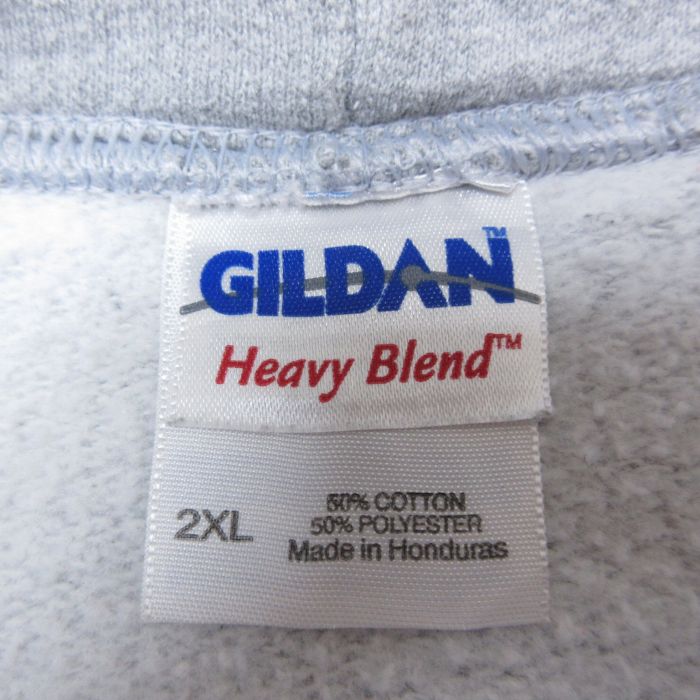 GILDAN™
Heavy Blend™
2XL
50% COTTON
50% POLYESTER
Made in Honduras